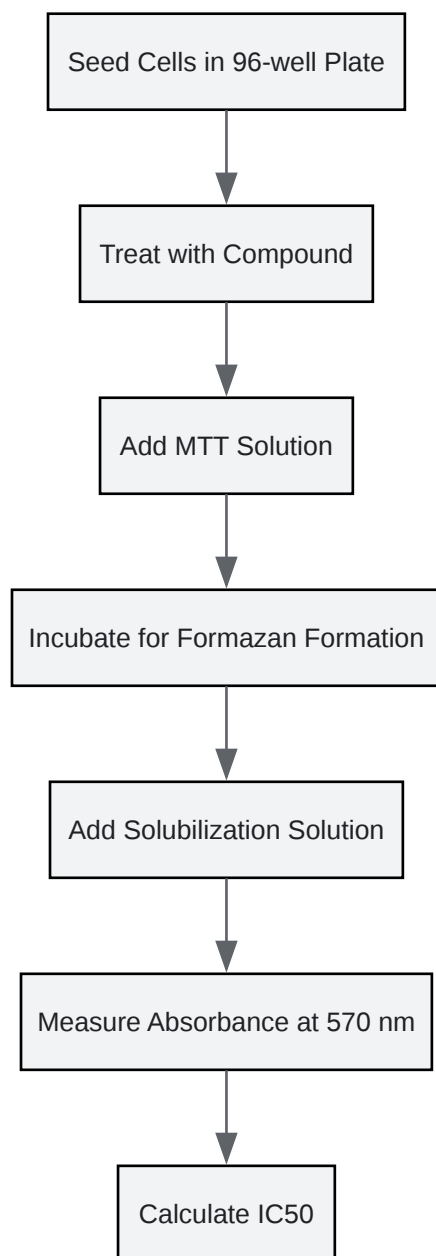 Seed Cells in 96-well Plate
Treat with Compound
Add MTT Solution
Incubate for Formazan Formation
Add Solubilization Solution
Measure Absorbance at 570 nm
Calculate IC50